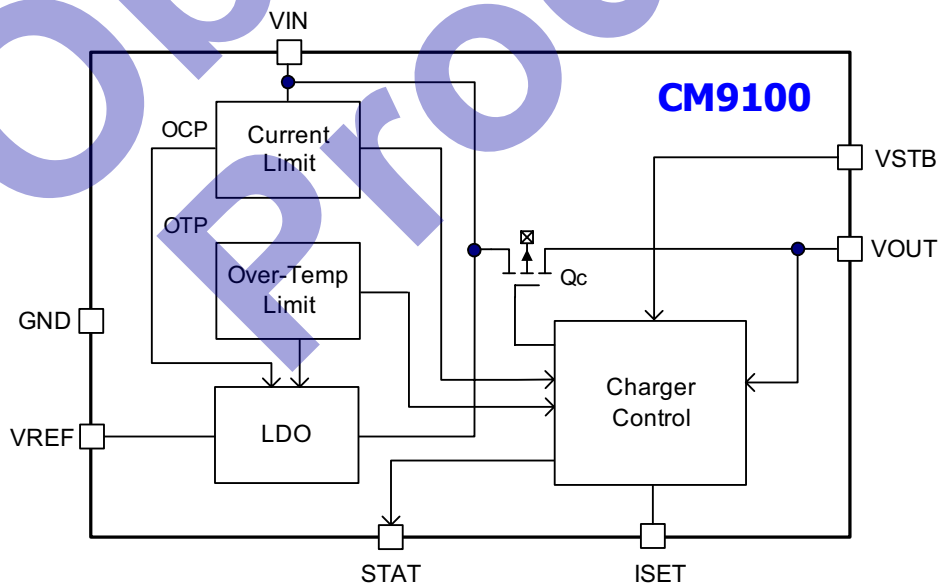 VIN
CM9100
OCP
Current
Limit
VSTB
OTP
VOUT
Over-Temp
Limit
Qc
GND
Charger
Control
VREF
LDO
STAT
ISET